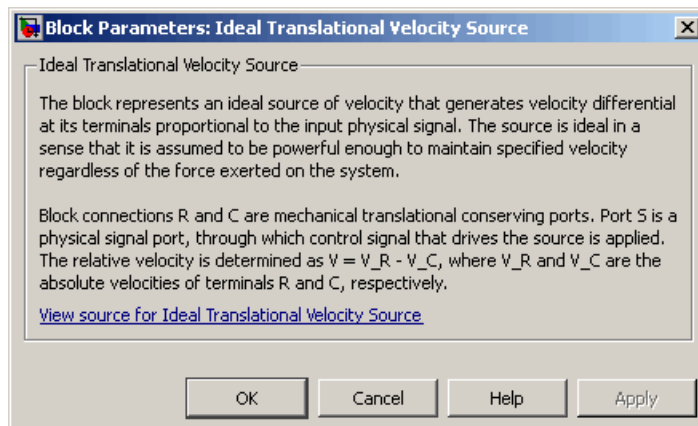 Block Parameters: Ideal Translational Velocity Source
Ideal Translational Velocity Source
The block represents an ideal source of velocity that generates velocity differential
at its terminals proportional to the input physical signal. The source is ideal in a
sense that it is assumed to be powerful enough to maintain specified velocity
regardless of the force exerted on the system.
Block connections R and C are mechanical translational conserving ports. Port S is a
physical signal port, through which control signal that drives the source is applied.
The relative velocity is determined as V = V_R - V_C, where V_R and V_C are the
absolute velocities of terminals R and C, respectively.
View source for Ideal Translational Velocity Source
OK Cancel Help Apply